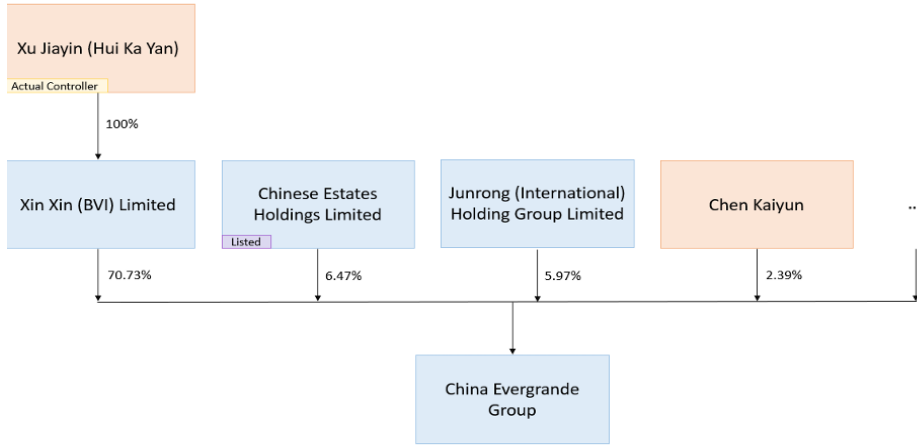 Xu Jiayin (Hui Ka Yan)
Actual Controller
100%
Xin Xin (BVI) Limited
Chinese Estates
Holdings Limited
Listed
Junrong (International)
Holding Group Limited
Chen Kaiyun
..
70.73%
6.47%
5.97%
2.39%
China Evergrande
Group